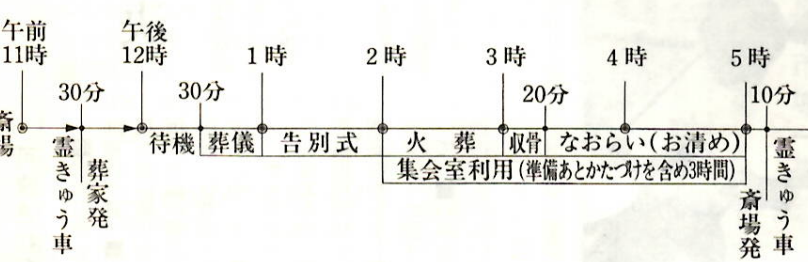 午前
11時
午後
12時
1時
2時
3時
4時
5時
30分
30分
20分
10分
斎場
霊きゅう車
葬家発
待機
葬儀
告別式
火葬
収骨
なおらい(お清め)
集会室利用(準備あとかたづけを含め3時間)
斎場発
霊きゅう車